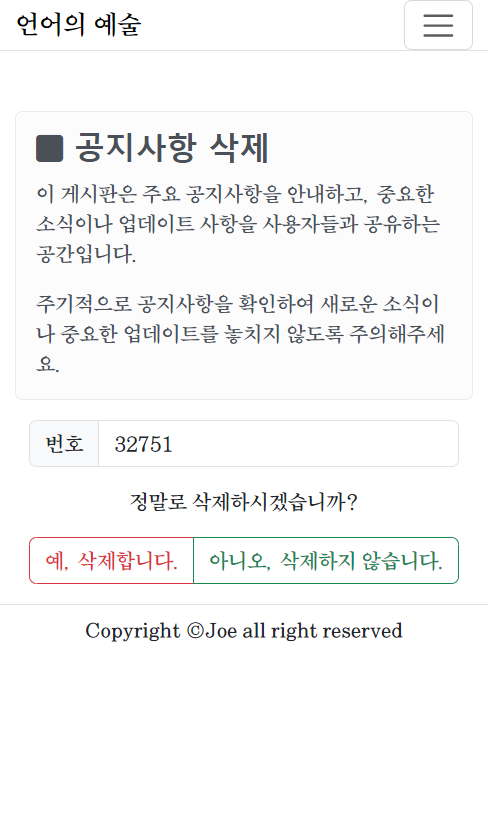 언어의 예술
공지사항 삭제
이 게시판은 주요 공지사항을 안내하고, 중요한
소식이나 업데이트 사항을 사용자들과 공유하는
공간입니다.
주기적으로 공지사항을 확인하여 새로운 소식이
나 중요한 업데이트를 놓치지 않도록 주의해주세
요.
번호 32751
정말로 삭제하시겠습니까?
예, 삭제합니다. 아니오, 삭제하지 않습니다.
Copyright ©Joe all right reserved